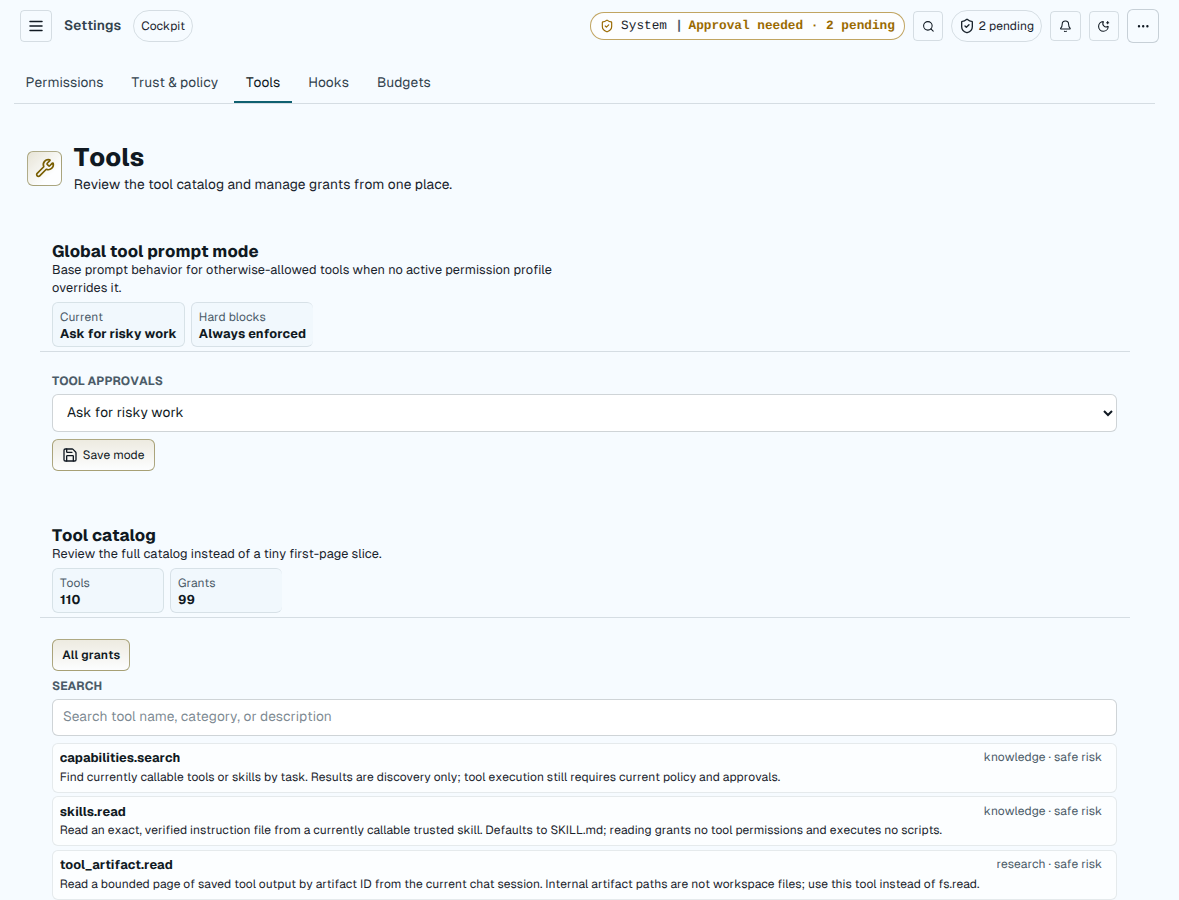 Settings
Cockpit
System | Approval needed · 2 pending
2 pending
Permissions
Trust & policy
Tools
Hooks
Budgets
Tools
Review the tool catalog and manage grants from one place.
Global tool prompt mode
Base prompt behavior for otherwise-allowed tools when no active permission profile
overrides it.
Current
Ask for risky work
Hard blocks
Always enforced
TOOL APPROVALS
Ask for risky work
Save mode
Tool catalog
Review the full catalog instead of a tiny first-page slice.
Tools
110
Grants
99
All grants
SEARCH
Search tool name, category, or description
capabilities.search
knowledge · safe risk
Find currently callable tools or skills by task. Results are discovery only; tool execution still requires current policy and approvals.
skills.read
knowledge · safe risk
Read an exact, verified instruction file from a currently callable trusted skill. Defaults to SKILL.md; reading grants no tool permissions and executes no scripts.
tool_artifact.read
research · safe risk
Read a bounded page of saved tool output by artifact ID from the current chat session. Internal artifact paths are not workspace files; use this tool instead of fs.read.